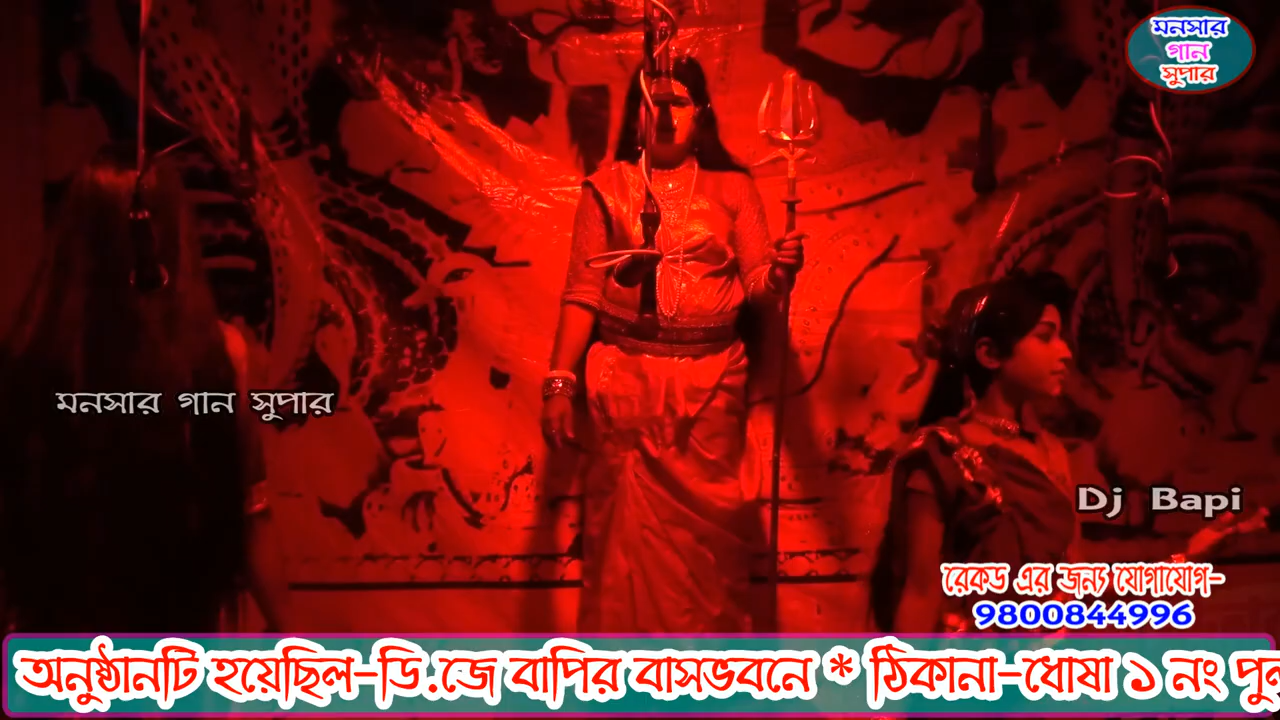 মনসার
গান
সুপার
মনসার গান সুপার
Dj Bapi
রেকড এর জন্য যোগাযোগ-
9800844996
অনুষ্ঠানটি হয়েছিল-ডি.জে বাপির বাসভবনে * ঠিকানা-ধোষা ১ নং